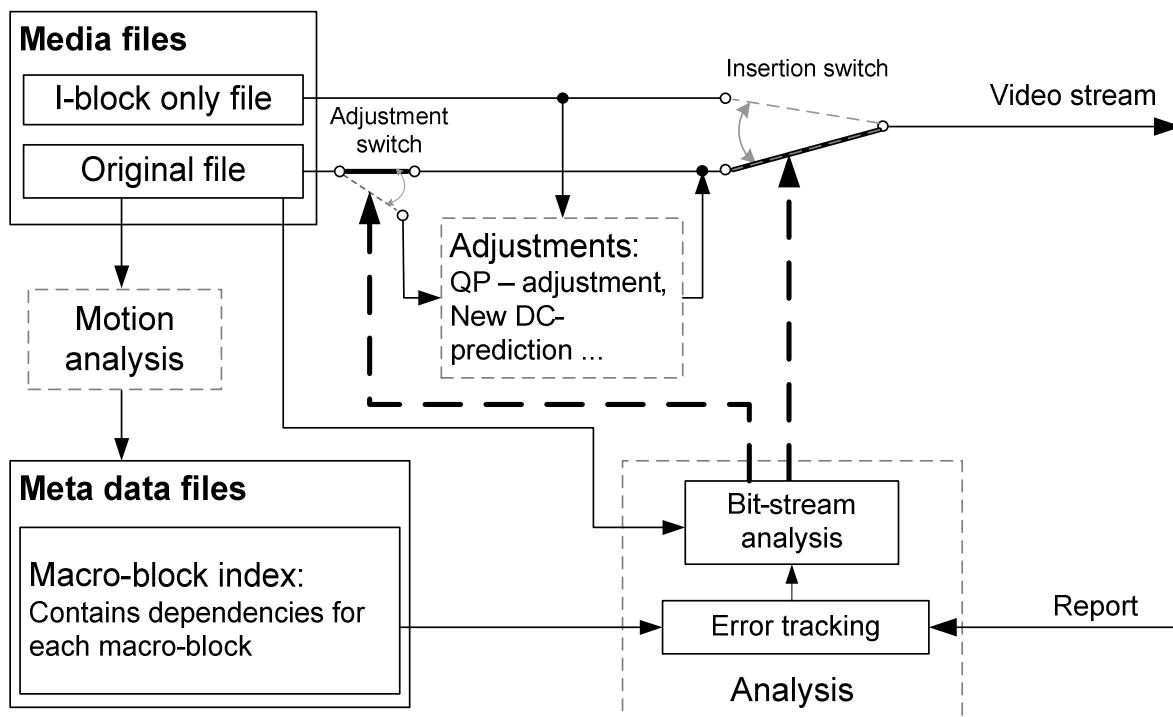 Media files
I-block only file
Original file
Adjustment
switch
Insertion switch
Video stream
Adjustments:
QP – adjustment,
New DC-
prediction ...
Motion
analysis
Meta data files
Macro-block index:
Contains dependencies for
each macro-block
Bit-stream
analysis
Error tracking
Analysis
Report